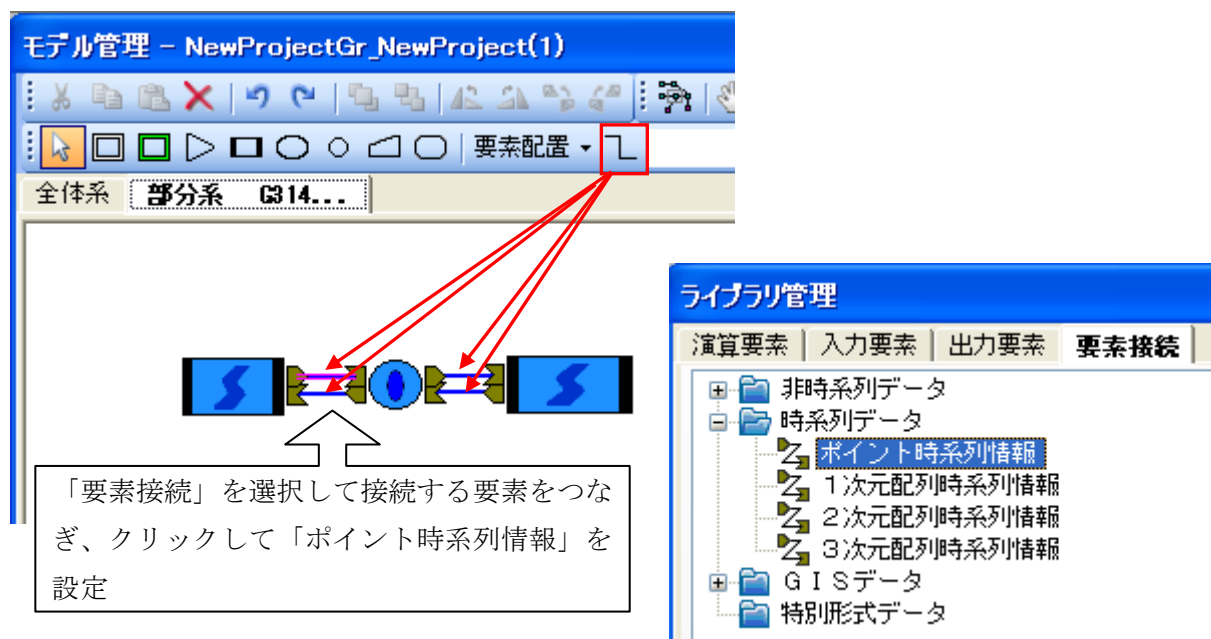 モデル管理 – NewProjectGr_NewProject(1)
要素配置
全体系 部分系 G314...
「要素接続」を選択して接続する要素をつな
ぎ、クリックして「ポイント時系列情報」を
設定
ライブラリ管理
演算要素 入力要素 出力要素 要素接続
非時系列データ
時系列データ
ポイント時系列情報
1次元配列時系列情報
2次元配列時系列情報
3次元配列時系列情報
GISデータ
特別形式データ